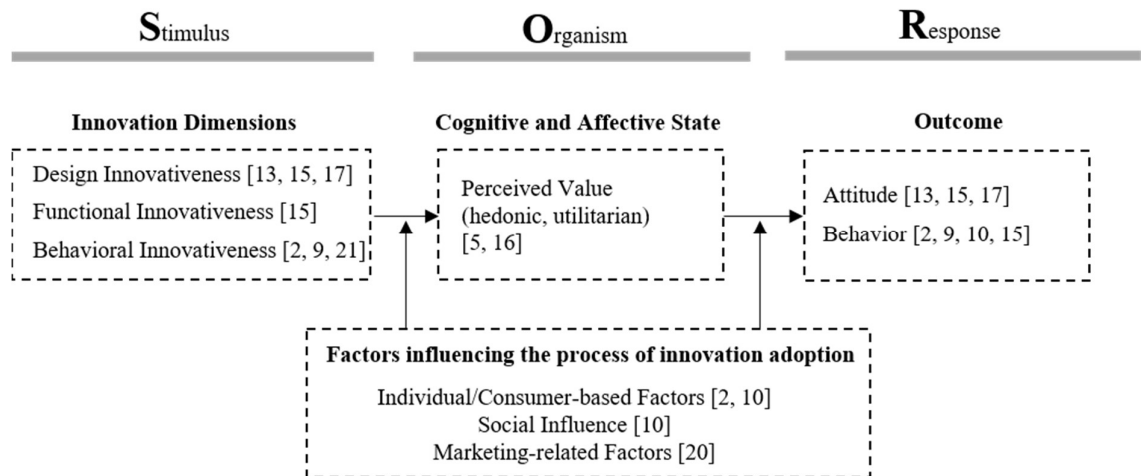 Stimulus
Organism
Response
Innovation Dimensions
Design Innovativeness [13, 15, 17]
Functional Innovativeness [15]
Behavioral Innovativeness [2, 9, 21]
Cognitive and Affective State
Perceived Value
(hedonic, utilitarian)
[5, 16]
Outcome
Attitude [13, 15, 17]
Behavior [2, 9, 10, 15]
Factors influencing the process of innovation adoption
Individual/Consumer-based Factors [2, 10]
Social Influence [10]
Marketing-related Factors [20]